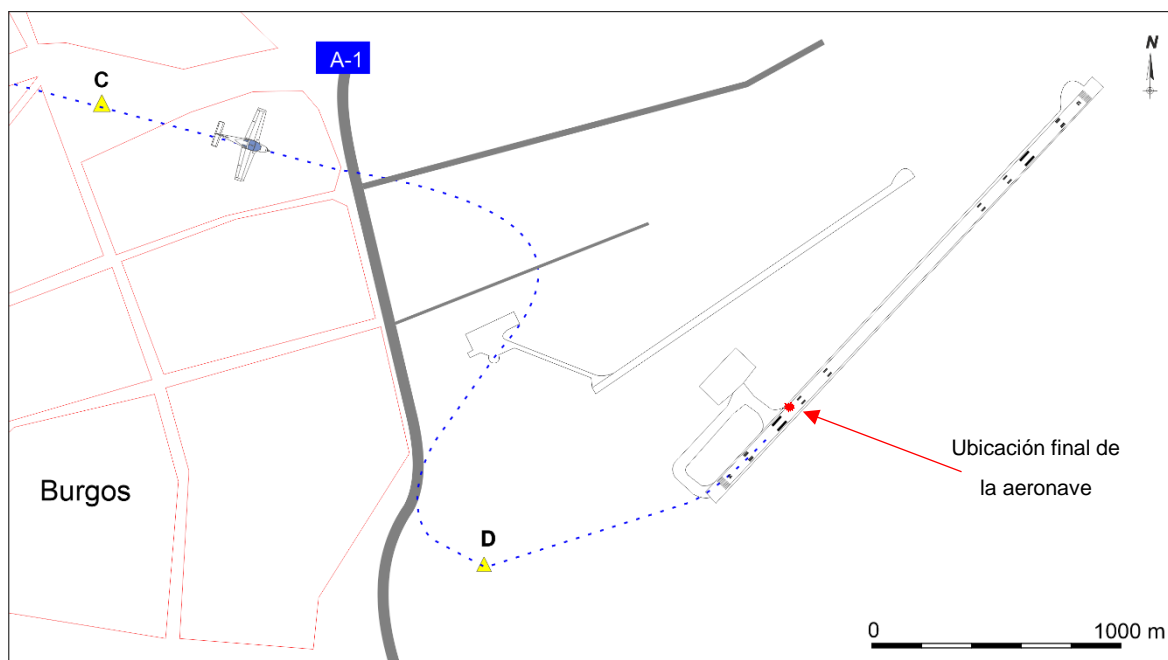 A-1
N
C
Burgos
D
Ubicación final de
la aeronave
0 1000 m